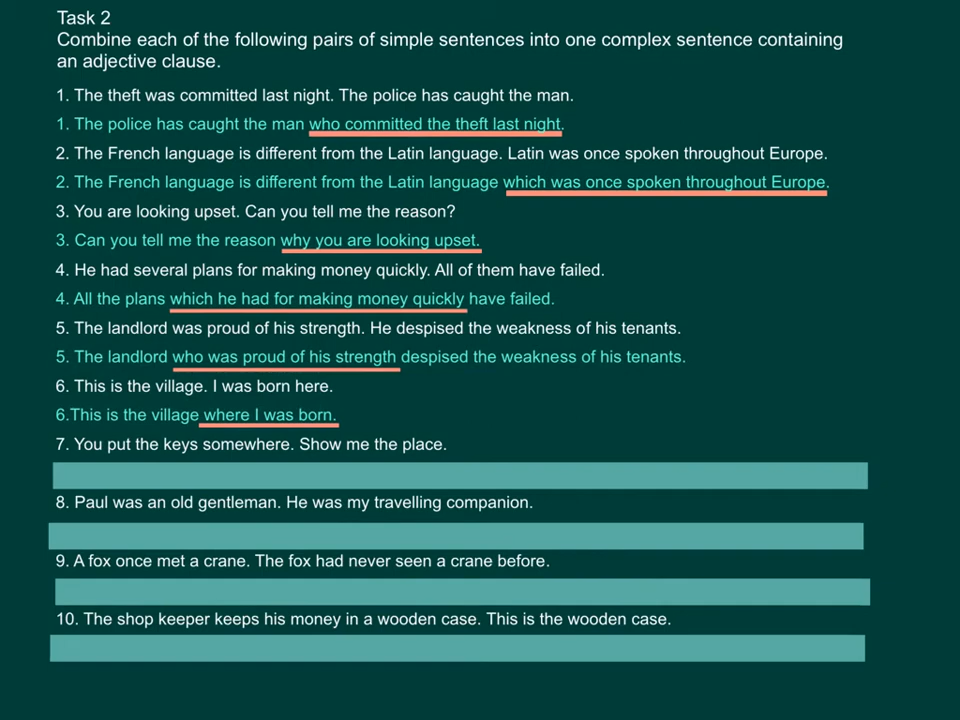 Task 2
Combine each of the following pairs of simple sentences into one complex sentence containing
an adjective clause.
1. The theft was committed last night. The police has caught the man.
1. The police has caught the man who committed the theft last night.
2. The French language is different from the Latin language. Latin was once spoken throughout Europe.
2. The French language is different from the Latin language which was once spoken throughout Europe.
3. You are looking upset. Can you tell me the reason?
3. Can you tell me the reason why you are looking upset.
4. He had several plans for making money quickly. All of them have failed.
4. All the plans which he had for making money quickly have failed.
5. The landlord was proud of his strength. He despised the weakness of his tenants.
5. The landlord who was proud of his strength despised the weakness of his tenants.
6. This is the village. I was born here.
6.This is the village where I was born.
7. You put the keys somewhere. Show me the place.
8. Paul was an old gentleman. He was my travelling companion.
9. A fox once met a crane. The fox had never seen a crane before.
10. The shop keeper keeps his money in a wooden case. This is the wooden case.